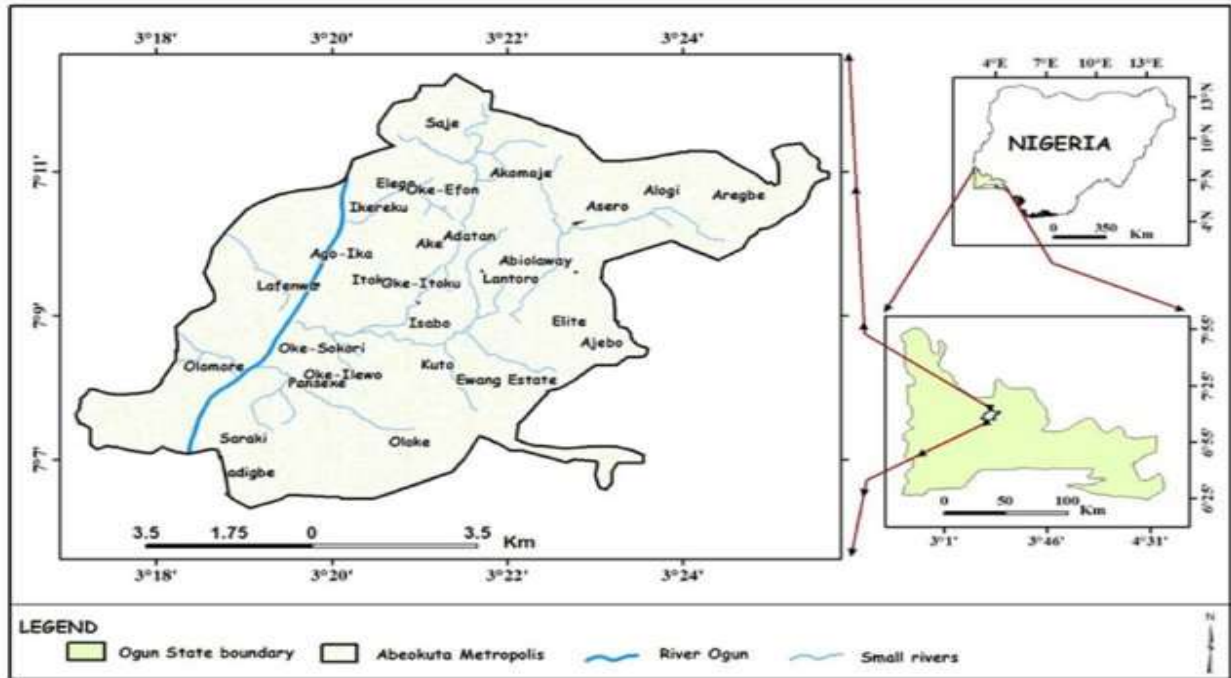 3°18' 3°20' 3°22' 3°24'
7°11'
7°9'
7°7'
Saje
Akomaje
Elega
Oke-Efon
Alogi
Aregbe
Ikereku
Asero
Adatan
Ake
Ago-Ika
Abiolaway
Itok
Oke-Itoku
Lantoro
Lafenwa
Isabo
Elite
Ajebo
Oke-Sokori
Olomore
Kuto
Oke-Ilewo
Panseke
Ewang Estate
Saraki
Oloke
adigbe
3.5 1.75 0 3.5 Km
3°18' 3°20' 3°22' 3°24'
4°E 7°E 10°E 13°E
13°N
10°N
7°N
4°N
NIGERIA
0 350 Km
7°55'
7°25'
6°55'
6°25'
0 50 100
Km
3°1' 3°46' 4°31'
LEGEND
Ogun State boundary Abeokuta Metropolis River Ogun Small rivers
N